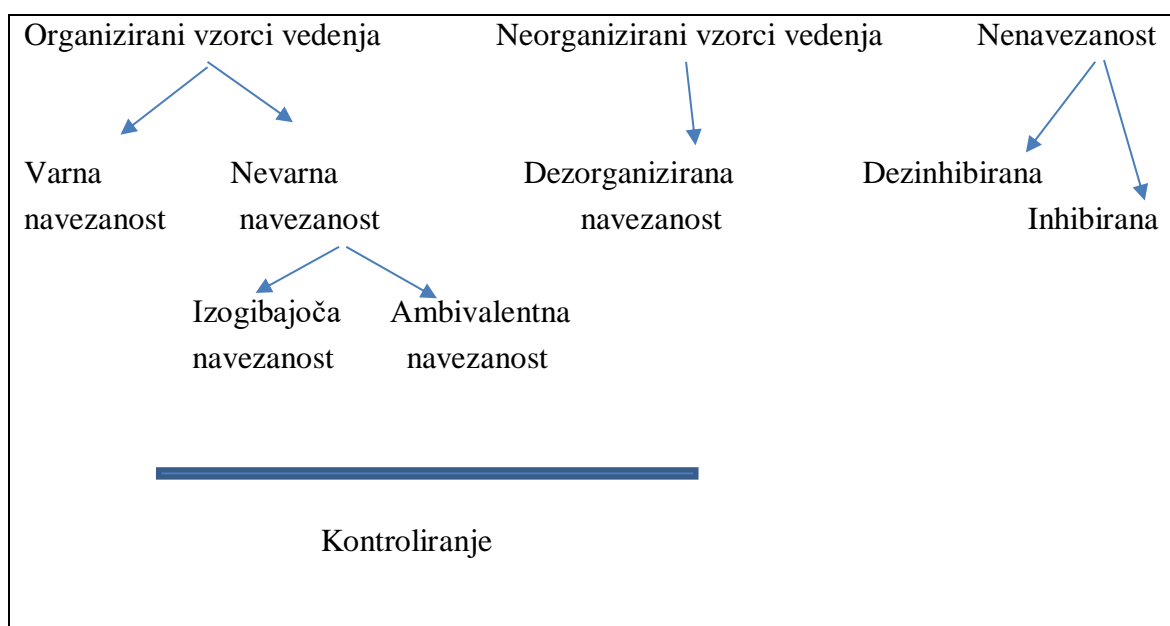 Organizirani vzorci vedenja Neorganizirani vzorci vedenja Nenavezanost
Varna Nevarna Dezorganizirana Dezinhibirana
navezanost navezanost navezanost Inhibirana
Izogibajoča Ambivalentna
navezanost navezanost
Kontroliranje